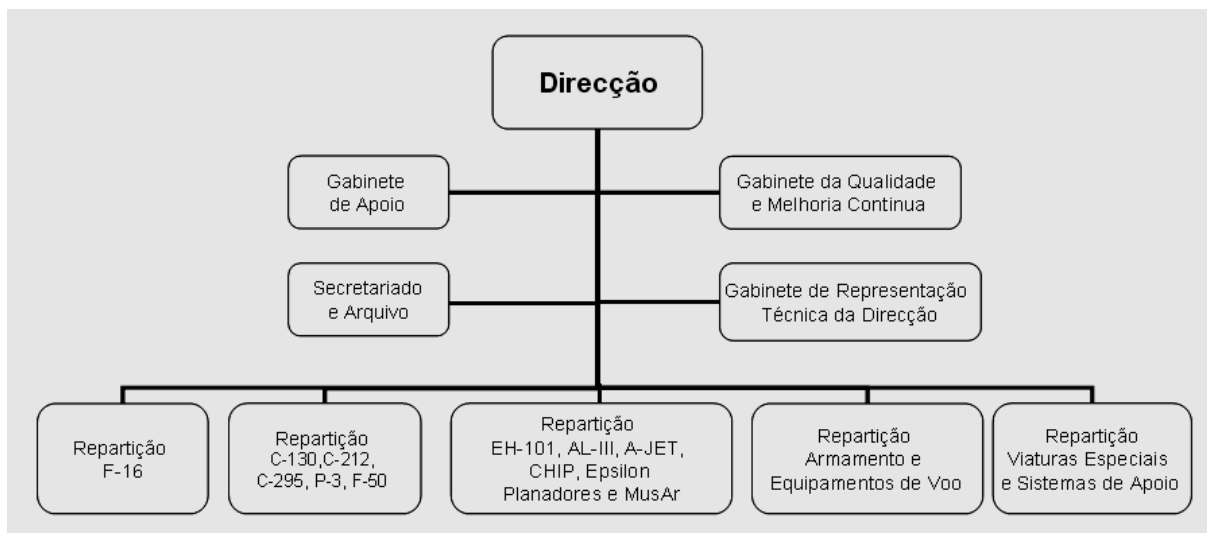 Direcção
Gabinete
de Apoio
Gabinete da Qualidade
e Melhoria Continua
Secretariado
e Arquivo
Gabinete de Representação
Técnica da Direcção
Repartição
F-16
Repartição
C-130,C-212,
C-295, P-3, F-50
Repartição
EH-101, AL-III, A-JET,
CHIP, Epsilon
Planadores e MusAr
Repartição
Armamento e
Equipamentos de Voo
Repartição
Viaturas Especiais
e Sistemas de Apoio